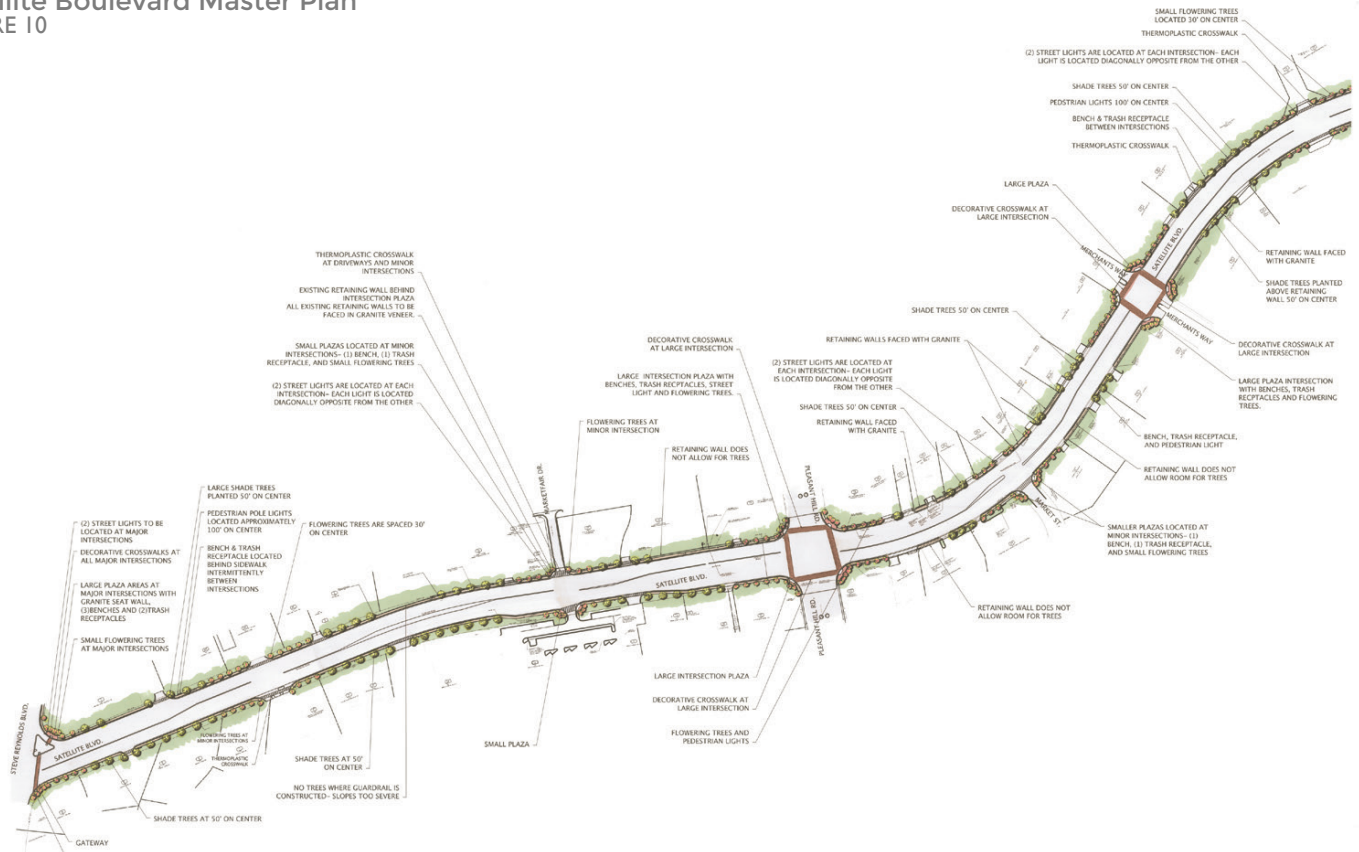 llite Boulevard Master Plan
RE 10
SMALL FLOWERING TREES
LOCATED 30' ON CENTER
THERMOPLASTIC CROSSWALK
(2) STREET LIGHTS ARE LOCATED AT EACH INTERSECTION- EACH
LIGHT IS LOCATED DIAGONALLY OPPOSITE FROM THE OTHER
SHADE TREES 50' ON CENTER
PEDSTRIAN LIGHTS 100' ON CENTER
BENCH & TRASH RECEPTACLE
BETWEEN INTERSECTIONS
THERMOPLASTIC CROSSWALK
LARGE PLAZA
DECORATIVE CROSSWALK AT
LARGE INTERSECTION
MERCHANTS WAY
SATELLITE BLVD.
RETAINING WALL FACED
WITH GRANITE
SHADE TREES PLANTED
ABOVE RETAINING
WALL 50' ON CENTER
MERCHANTS WAY
DECORATIVE CROSSWALK AT
LARGE INTERSECTION
LARGE PLAZA INTERSECTION
WITH BENCHES, TRASH
RECPTACLES AND FLOWERING
TREES.
BENCH, TRASH RECEPTACLE,
AND PEDESTRIAN LIGHT
RETAINING WALL DOES NOT
ALLOW ROOM FOR TREES
MARKET ST.
SMALLER PLAZAS LOCATED AT
MINOR INTERSECTIONS- (1)
BENCH, (1) TRASH RECEPTACLE,
AND SMALL FLOWERING TREES
RETAINING WALL DOES NOT
ALLOW ROOM FOR TREES
THERMOPLASTIC CROSSWALK
AT DRIVEWAYS AND MINOR
INTERSECTIONS
EXISTING RETAINING WALL BEHIND
INTERSECTION PLAZA
ALL EXISTING RETAINING WALLS TO BE
FACED IN GRANITE VENEER.
SMALL PLAZAS LOCATED AT MINOR
INTERSECTIONS- (1) BENCH, (1) TRASH
RECEPTACLE, AND SMALL FLOWERING TREES
(2) STREET LIGHTS ARE LOCATED AT EACH
INTERSECTION- EACH LIGHT IS LOCATED
DIAGONALLY OPPOSITE FROM THE OTHER
SHADE TREES 50' ON CENTER
RETAINING WALLS FACED WITH GRANITE
DECORATIVE CROSSWALK
AT LARGE INTERSECTION
(2) STREET LIGHTS ARE LOCATED AT
EACH INTERSECTION- EACH LIGHT
IS LOCATED DIAGONALLY OPPOSITE
FROM THE OTHER
LARGE INTERSECTION PLAZA WITH
BENCHES, TRASH RECPTACLES, STREET
LIGHT AND FLOWERING TREES.
SHADE TREES 50' ON CENTER
RETAINING WALL FACED
WITH GRANITE
FLOWERING TREES AT
MINOR INTERSECTION
RETAINING WALL DOES
NOT ALLOW FOR TREES
MARKETFAIR DR.
PLEASANT HILL RD.
SATELLITE BLVD.
PLEASANT HILL RD.
LARGE SHADE TREES
PLANTED 50' ON CENTER
PEDESTRIAN POLE LIGHTS
LOCATED APPROXIMATELY
100' ON CENTER
FLOWERING TREES ARE SPACED 30'
ON CENTER
BENCH & TRASH
RECEPTACLE LOCATED
BEHIND SIDEWALK
INTERMITTENTLY
BETWEEN
INTERSECTIONS
(2) STREET LIGHTS TO BE
LOCATED AT MAJOR
INTERSECTIONS
DECORATIVE CROSSWALKS AT
ALL MAJOR INTERSECTIONS
LARGE PLAZA AREAS AT
MAJOR INTERSECTIONS WITH
GRANITE SEAT WALL,
(3)BENCHES AND (2)TRASH
RECEPTACLES
SMALL FLOWERING TREES
AT MAJOR INTERSECTIONS
LARGE INTERSECTION PLAZA
DECORATIVE CROSSWALK AT
LARGE INTERSECTION
FLOWERING TREES AND
PEDESTRIAN LIGHTS
SMALL PLAZA
STEVE REYNOLDS BLVD.
SATELLITE BLVD.
FLOWERING TREES AT
MINOR INTERSECTIONS
THERMOPLASTIC
CROSSWALK
SHADE TREES AT 50'
ON CENTER
NO TREES WHERE GUARDRAIL IS
CONSTRUCTED- SLOPES TOO SEVERE
SHADE TREES AT 50' ON CENTER
GATEWAY